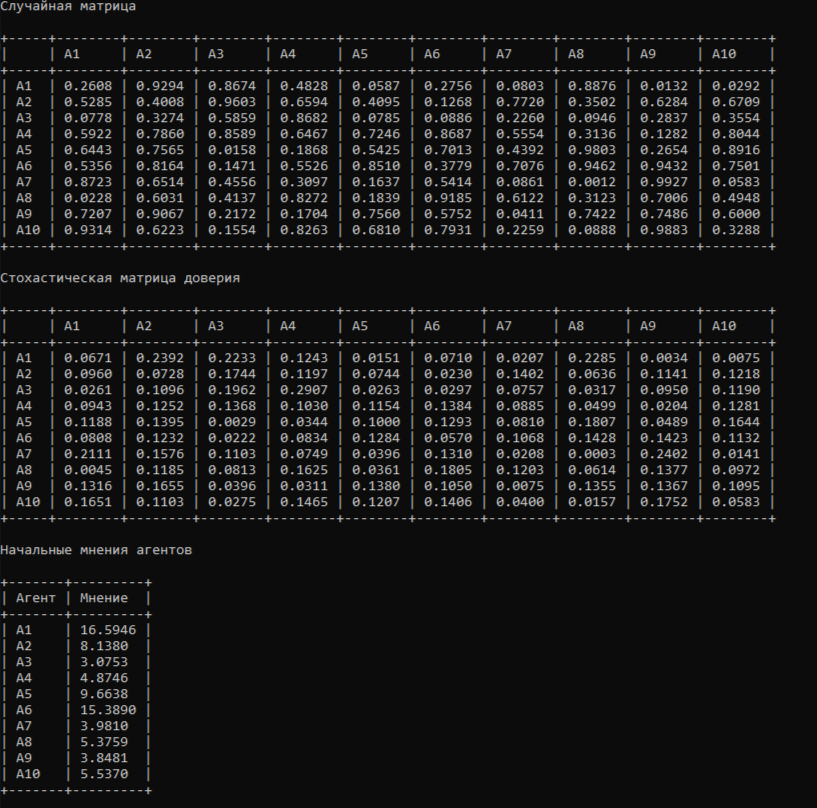 Случайная матрица
+-----+--------+--------+--------+--------+--------+--------+--------+--------+--------+--------+
|     | A1     | A2     | A3     | A4     | A5     | A6     | A7     | A8     | A9     | A10    |
+-----+--------+--------+--------+--------+--------+--------+--------+--------+--------+--------+
| A1  | 0.2608 | 0.9294 | 0.8674 | 0.4828 | 0.0587 | 0.2756 | 0.0803 | 0.8876 | 0.0132 | 0.0292 |
| A2  | 0.5285 | 0.4008 | 0.9603 | 0.6594 | 0.4095 | 0.1268 | 0.7720 | 0.3502 | 0.6284 | 0.6709 |
| A3  | 0.0778 | 0.3274 | 0.5859 | 0.8682 | 0.0785 | 0.0886 | 0.2260 | 0.0946 | 0.2837 | 0.3554 |
| A4  | 0.5922 | 0.7860 | 0.8589 | 0.6467 | 0.7246 | 0.8687 | 0.5554 | 0.3136 | 0.1282 | 0.8044 |
| A5  | 0.6443 | 0.7565 | 0.0158 | 0.1868 | 0.5425 | 0.7013 | 0.4392 | 0.9803 | 0.2654 | 0.8916 |
| A6  | 0.5356 | 0.8164 | 0.1471 | 0.5526 | 0.8510 | 0.3779 | 0.7076 | 0.9462 | 0.9432 | 0.7501 |
| A7  | 0.8723 | 0.6514 | 0.4556 | 0.3097 | 0.1637 | 0.5414 | 0.0861 | 0.0012 | 0.9927 | 0.0583 |
| A8  | 0.0228 | 0.6031 | 0.4137 | 0.8272 | 0.1839 | 0.9185 | 0.6122 | 0.3123 | 0.7006 | 0.4948 |
| A9  | 0.7207 | 0.9067 | 0.2172 | 0.1704 | 0.7560 | 0.5752 | 0.0411 | 0.7422 | 0.7486 | 0.6000 |
| A10 | 0.9314 | 0.6223 | 0.1554 | 0.8263 | 0.6810 | 0.7931 | 0.2259 | 0.0888 | 0.9883 | 0.3288 |
+-----+--------+--------+--------+--------+--------+--------+--------+--------+--------+--------+
Стохастическая матрица доверия
+-----+--------+--------+--------+--------+--------+--------+--------+--------+--------+--------+
|     | A1     | A2     | A3     | A4     | A5     | A6     | A7     | A8     | A9     | A10    |
+-----+--------+--------+--------+--------+--------+--------+--------+--------+--------+--------+
| A1  | 0.0671 | 0.2392 | 0.2233 | 0.1243 | 0.0151 | 0.0710 | 0.0207 | 0.2285 | 0.0034 | 0.0075 |
| A2  | 0.0960 | 0.0728 | 0.1744 | 0.1197 | 0.0744 | 0.0230 | 0.1402 | 0.0636 | 0.1141 | 0.1218 |
| A3  | 0.0261 | 0.1096 | 0.1962 | 0.2907 | 0.0263 | 0.0297 | 0.0757 | 0.0317 | 0.0950 | 0.1190 |
| A4  | 0.0943 | 0.1252 | 0.1368 | 0.1030 | 0.1154 | 0.1384 | 0.0885 | 0.0499 | 0.0204 | 0.1281 |
| A5  | 0.1188 | 0.1395 | 0.0029 | 0.0344 | 0.1000 | 0.1293 | 0.0810 | 0.1807 | 0.0489 | 0.1644 |
| A6  | 0.0808 | 0.1232 | 0.0222 | 0.0834 | 0.1284 | 0.0570 | 0.1068 | 0.1428 | 0.1423 | 0.1132 |
| A7  | 0.2111 | 0.1576 | 0.1103 | 0.0749 | 0.0396 | 0.1310 | 0.0208 | 0.0003 | 0.2402 | 0.0141 |
| A8  | 0.0045 | 0.1185 | 0.0813 | 0.1625 | 0.0361 | 0.1805 | 0.1203 | 0.0614 | 0.1377 | 0.0972 |
| A9  | 0.1316 | 0.1655 | 0.0396 | 0.0311 | 0.1380 | 0.1050 | 0.0075 | 0.1355 | 0.1367 | 0.1095 |
| A10 | 0.1651 | 0.1103 | 0.0275 | 0.1465 | 0.1207 | 0.1406 | 0.0400 | 0.0157 | 0.1752 | 0.0583 |
+-----+--------+--------+--------+--------+--------+--------+--------+--------+--------+--------+
Начальные мнения агентов
+-------+---------+
| Агент | Мнение  |
+-------+---------+
| A1    | 16.5946 |
| A2    | 8.1380  |
| A3    | 3.0753  |
| A4    | 4.8746  |
| A5    | 9.6638  |
| A6    | 15.3890 |
| A7    | 3.9810  |
| A8    | 5.3759  |
| A9    | 3.8481  |
| A10   | 5.5370  |
+-------+---------+